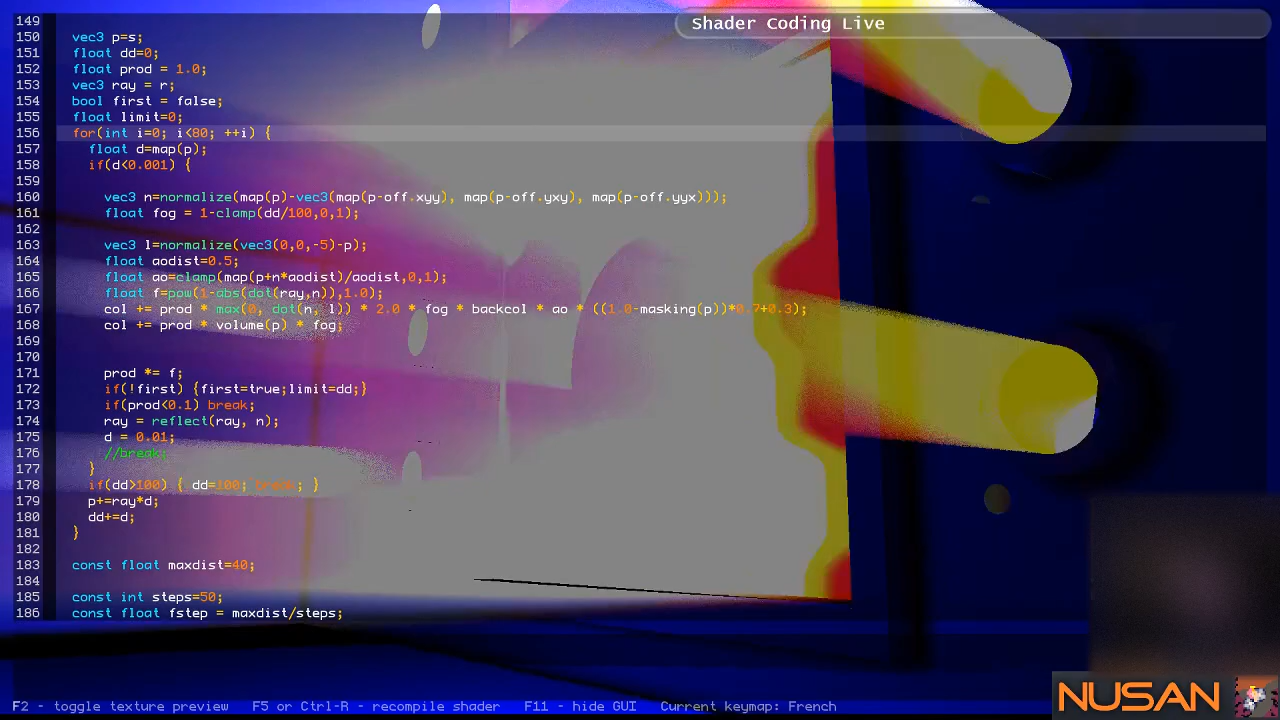 Shader Coding Live
149
150 vec3 p=s;
151 float dd=0;
152 float prod = 1.0;
153 vec3 ray = r;
154 bool first = false;
155 float limit=0;
156 for(int i=0; i<80; ++i) {
157 float d=map(p);
158 if(d<0.001) {
159
160 vec3 n=normalize(map(p)-vec3(map(p-off.xyy), map(p-off.yxy), map(p-off.yyx)));
161 float fog = 1-clamp(dd/100,0,1);
162
163 vec3 l=normalize(vec3(0,0,-5)-p);
164 float aodist=0.5;
165 float ao=clamp(map(p+n*aodist)/aodist,0,1);
166 float f=pow(1-abs(dot(ray,n)),1.0);
167 col += prod * max(0, dot(n, l)) * 2.0 * fog * backcol * ao * ((1.0-masking(p))*0.7+0.3);
168 col += prod * volume(p) * fog;
169
170
171 prod *= f;
172 if(!first) {first=true;limit=dd;}
173 if(prod<0.1) break;
174 ray = reflect(ray, n);
175 d = 0.01;
176 //break;
177 }
178 if(dd>100) { dd=100; break; }
179 p+=ray*d;
180 dd+=d;
181 }
182
183 const float maxdist=40;
184
185 const int steps=50;
186 const float fstep = maxdist/steps;
NUSAN
F2 - toggle texture preview F5 or Ctrl-R - recompile shader F11 - hide GUI Current keymap: French